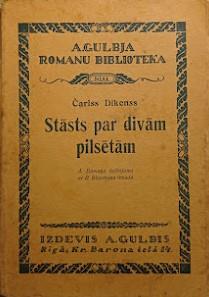 A.GULBJA
ROMANU BIBLIOTEKA
Čarlss Dikenss
Stāsts par divām
pilsētām
IZDEVIS A.GULBIS
Rīgā, Kr. Barona ielā 14